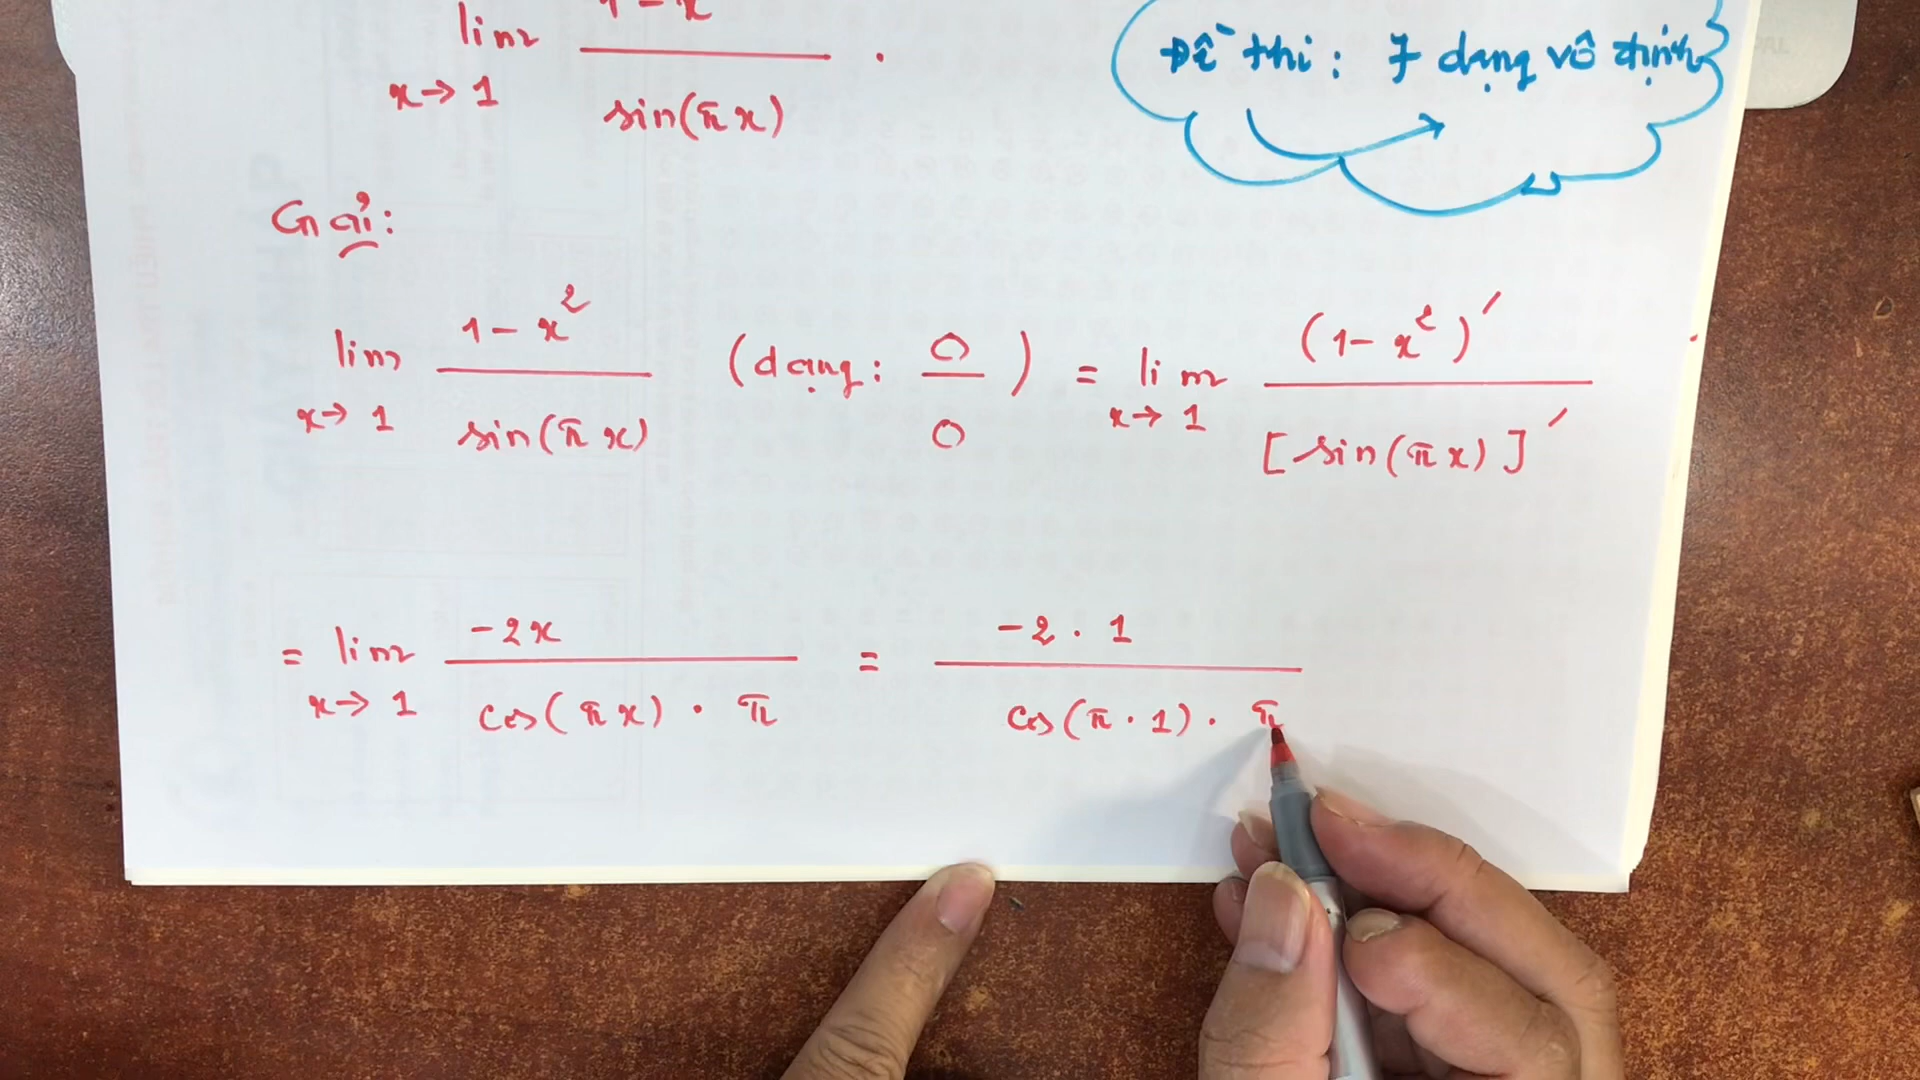 lim 1 - x
x → 1 sin(πx) .
Đề thi : 7 dạng vô định
Giải :
lim 1 - x² / sin(πx) (dạng : 0/0) = lim (1 - x²)' / [sin(πx)]'
x → 1 x → 1
= lim -2x / cos(πx) · π = -2 · 1 / cos(π · 1) · π
x → 1